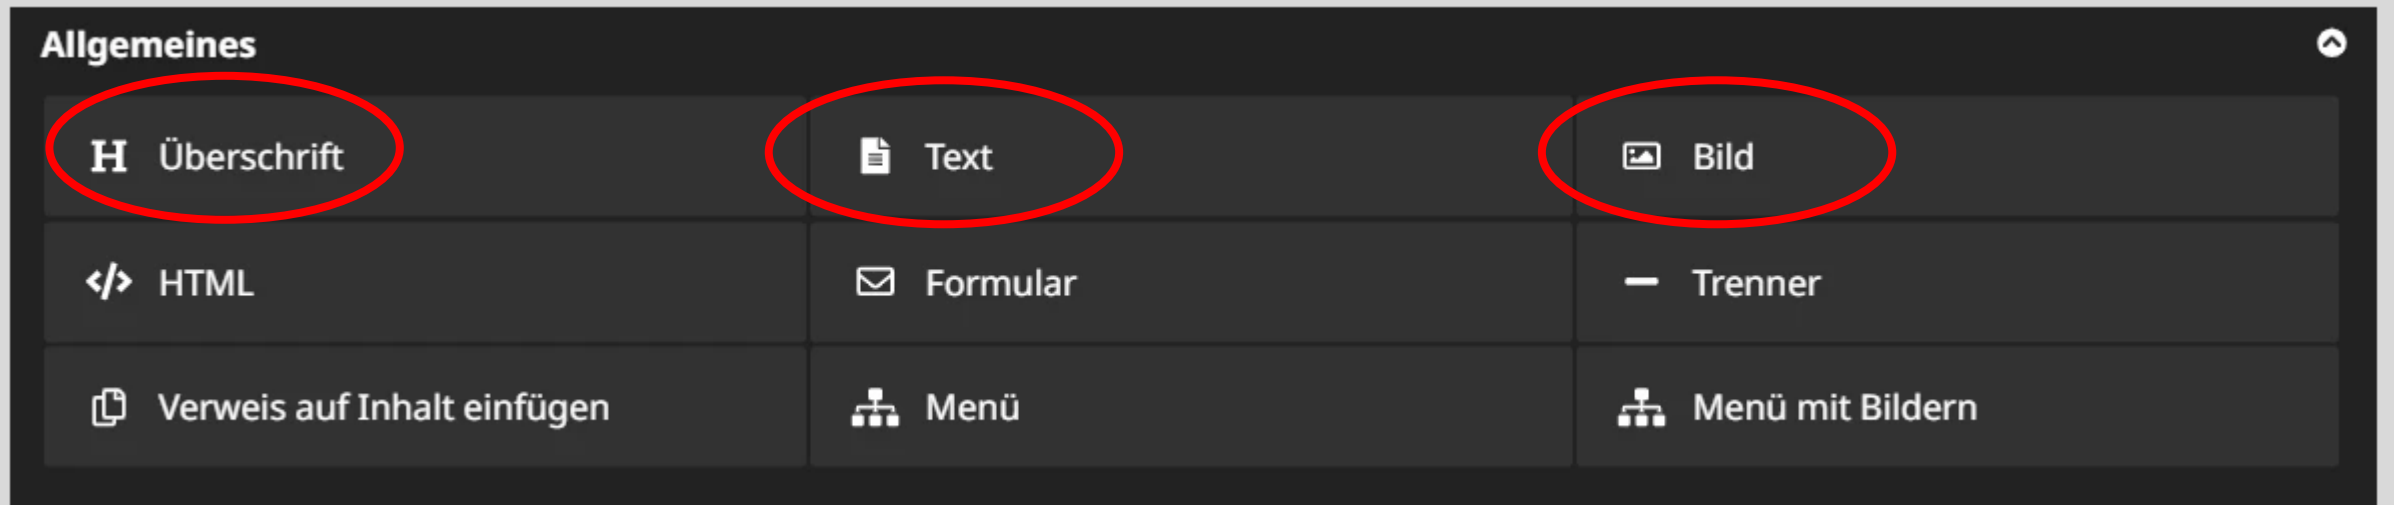 Allgemeines
Überschrift
Text
Bild
HTML
Formular
Trenner
Verweis auf Inhalt einfügen
Menü
Menü mit Bildern